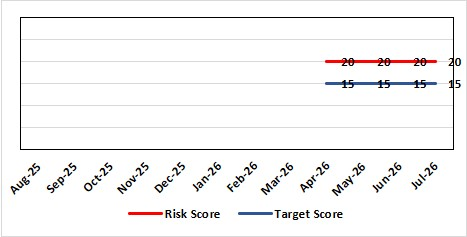 20 20 20 20
15 15 15 15
Aug-25 Sep-25 Oct-25 Nov-25 Dec-25 Jan-26 Feb-26 Mar-26 Apr-26 May-26 Jun-26 Jul-26
Risk Score Target Score